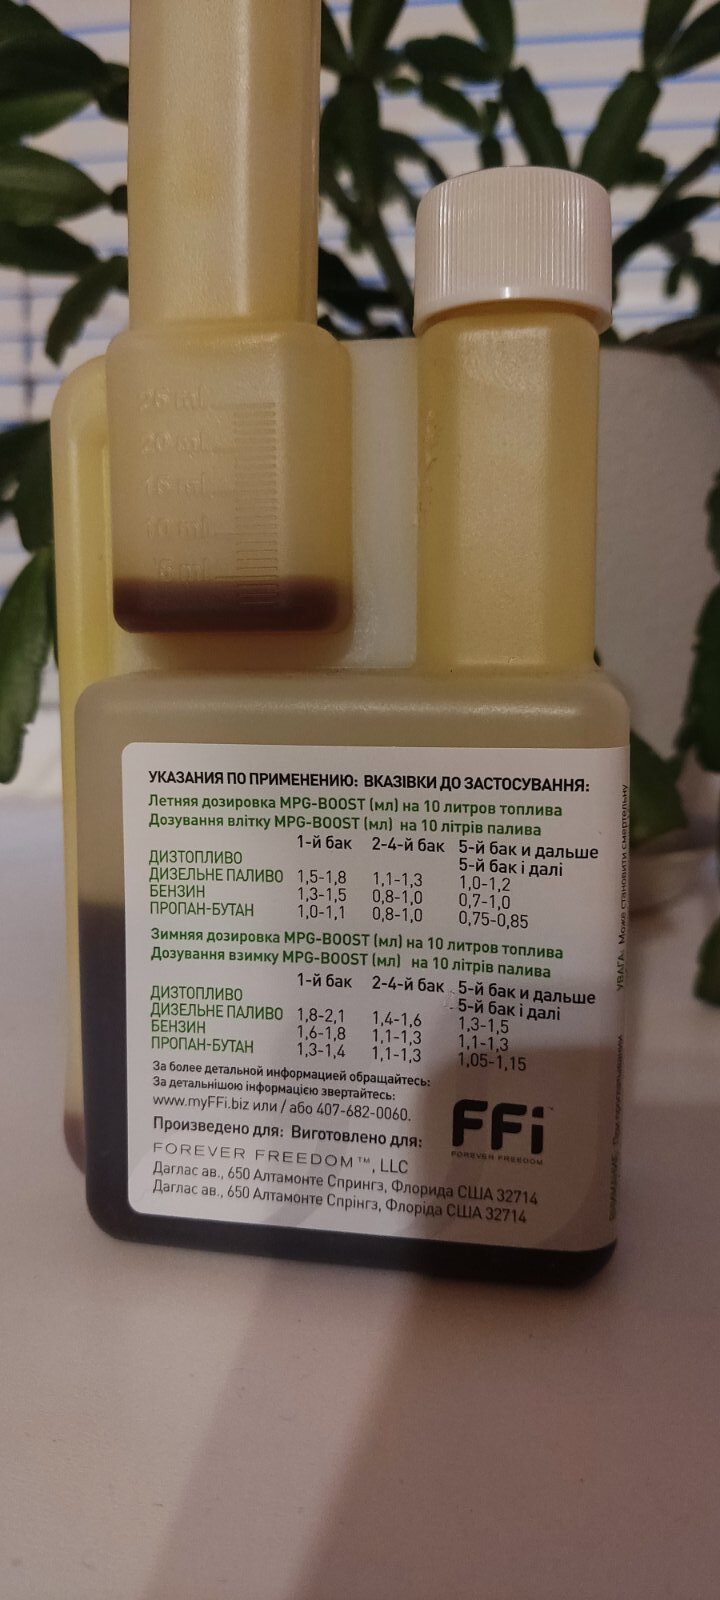 25 ml
20 ml
15 ml
10 ml
5 ml
УКАЗАНИЯ ПО ПРИМЕНЕНИЮ: ВКАЗІВКИ ДО ЗАСТОСУВАННЯ:
Летняя дозировка MPG-BOOST (мл) на 10 литров топлива
Дозування влітку MPG-BOOST (мл) на 10 літрів палива
1-й бак 2-4-й бак 5-й бак и дальше
5-й бак і далі
ДИЗТОПЛИВО
ДИЗЕЛЬНЕ ПАЛИВО 1,5-1,8 1,1-1,3 1,0-1,2
БЕНЗИН 1,3-1,5 0,8-1,0 0,7-1,0
ПРОПАН-БУТАН 1,0-1,1 0,8-1,0 0,75-0,85
Зимняя дозировка MPG-BOOST (мл) на 10 литров топлива
Дозування взимку MPG-BOOST (мл) на 10 літрів палива
1-й бак 2-4-й бак 5-й бак и дальше
5-й бак і далі
ДИЗТОПЛИВО
ДИЗЕЛЬНЕ ПАЛИВО 1,8-2,1 1,4-1,6 1,3-1,5
БЕНЗИН 1,6-1,8 1,1-1,3 1,1-1,3
ПРОПАН-БУТАН 1,3-1,4 1,1-1,3 1,05-1,15
За более детальной информацией обращайтесь:
За детальнішою інформацією звертайтесь:
www.myFFi.biz или / або 407-682-0060.
Произведено для: Виготовлено для:
FOREVER FREEDOM™, LLC
Даглас ав., 650 Алтамонте Спрингз, Флорида США 32714
Даглас ав., 650 Алтамонте Спрінгз, Флоріда США 32714
FFi™
FOREVER FREEDOM
УВАГА: Може становити смертельну